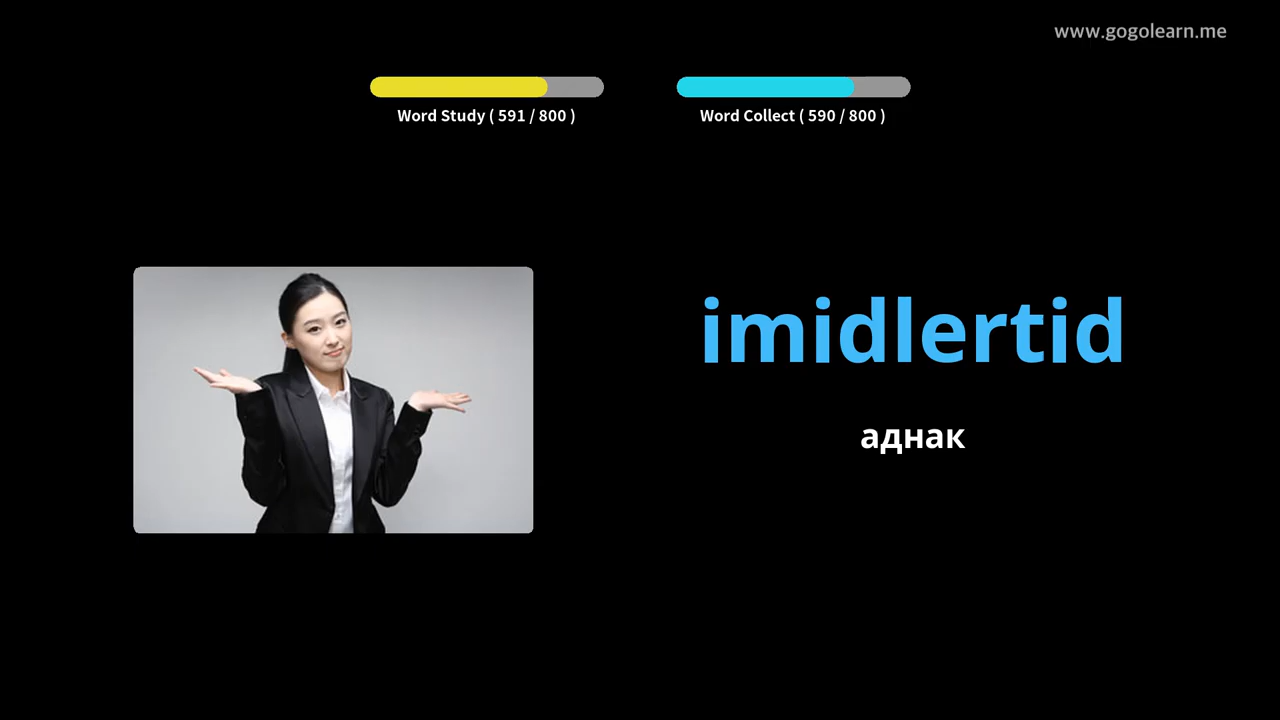 www.gogolearn.me
Word Study ( 591 / 800 )
Word Collect ( 590 / 800 )
imidlertid
аднак